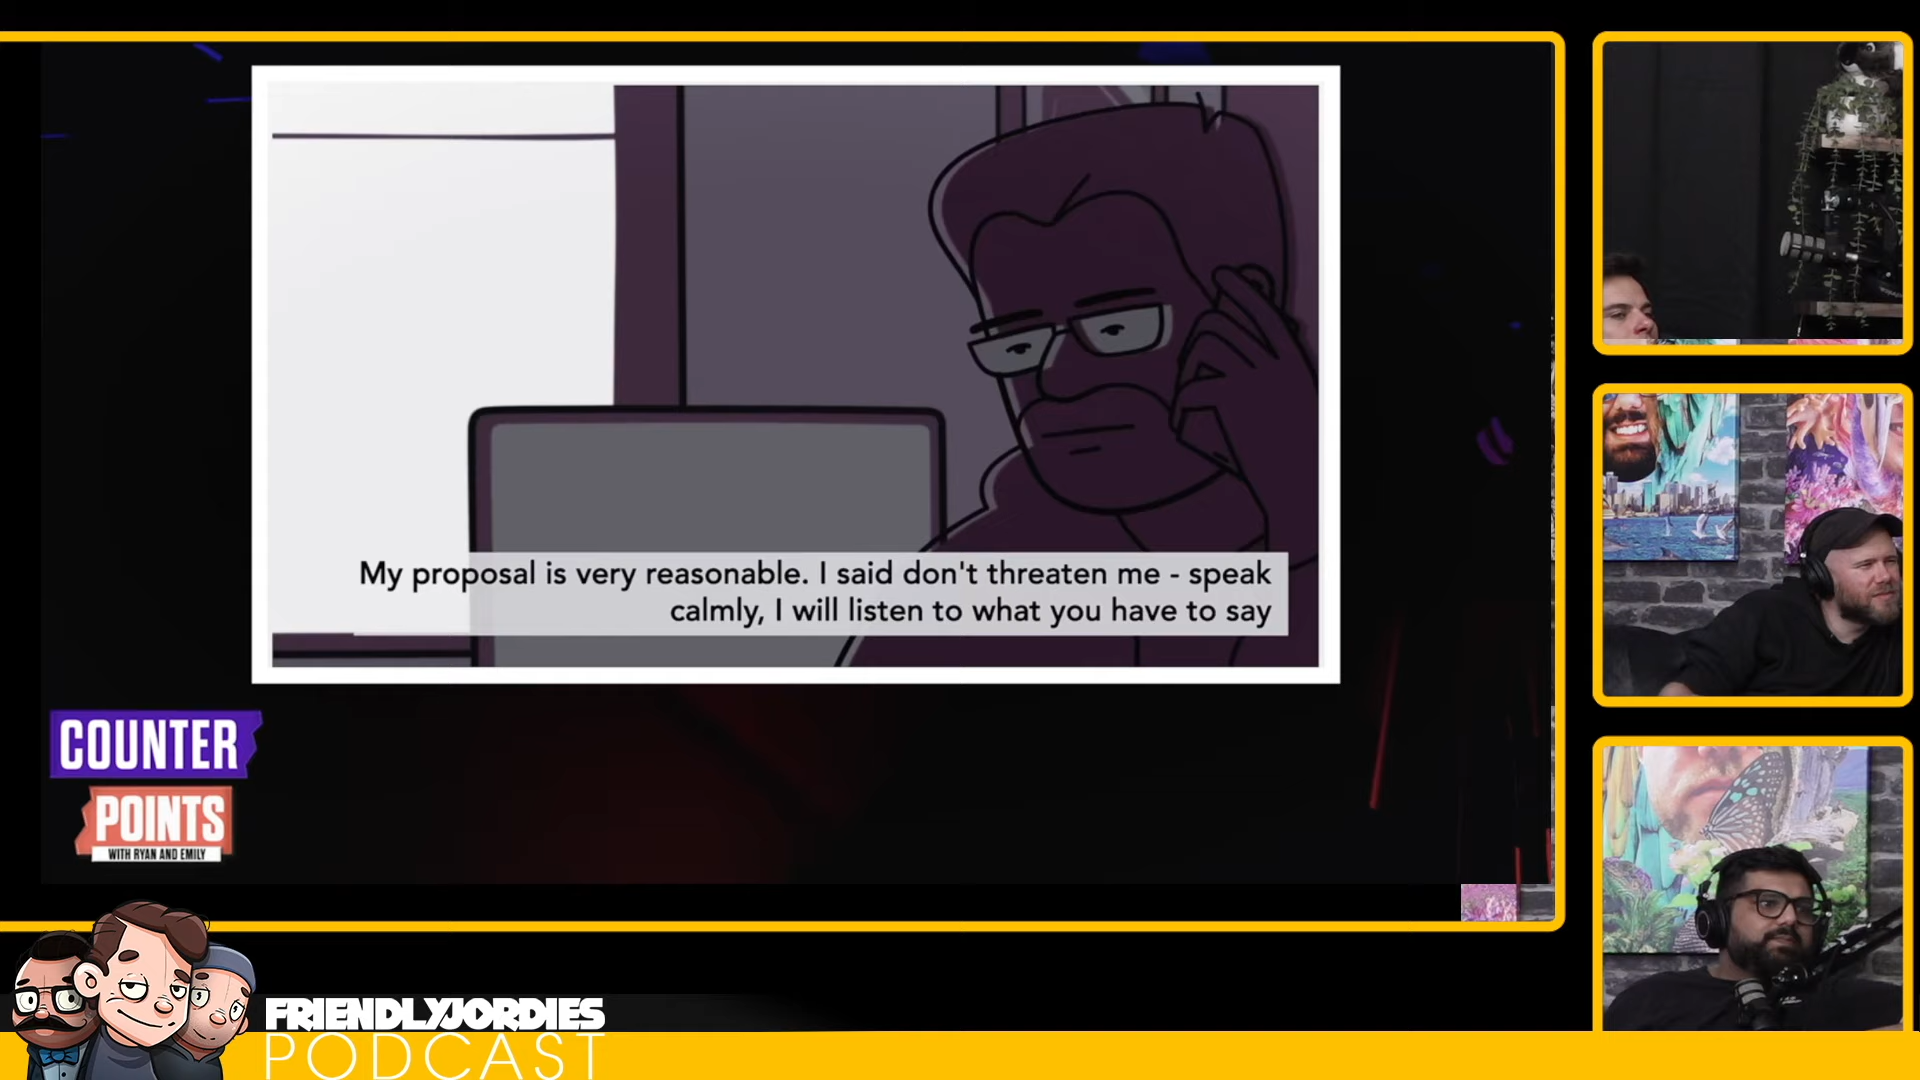 My proposal is very reasonable. I said don't threaten me - speak
calmly, I will listen to what you have to say
COUNTER
POINTS
WITH RYAN AND EMILY
FRIENDLYJORDIES
PODCAST